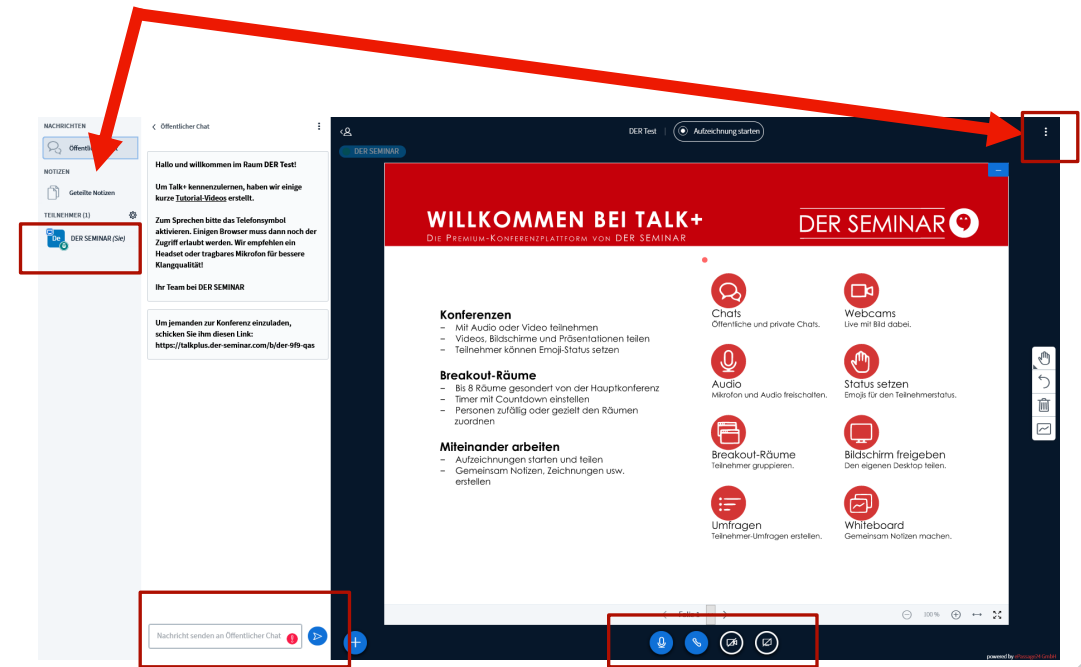 NACHRICHTEN
Öffentlic
NOTIZEN
Geteilte Notizen
TEILNEHMER (1)
De
DER SEMINAR (Sie)
Öffentlicher Chat
Hallo und willkommen im Raum DER Test!
Um Talk+ kennenzulernen, haben wir einige
kurze Tutorial-Videos erstellt.
Zum Sprechen bitte das Telefonsymbol
aktivieren. Einigen Browser muss dann noch der
Zugriff erlaubt werden. Wir empfehlen ein
Headset oder tragbares Mikrofon für bessere
Klangqualität!
Ihr Team bei DER SEMINAR
Um jemanden zur Konferenz einzuladen,
schicken Sie ihm diesen Link:
https://talkplus.der-seminar.com/b/der-9f9-qas
Nachricht senden an Öffentlicher Chat
DER Test | Aufzeichnung starten
DER SEMINAR
WILLKOMMEN BEI TALK+
DIE PREMIUM-KONFERENZPLATTFORM VON DER SEMINAR
DER SEMINAR
Konferenzen
– Mit Audio oder Video teilnehmen
– Videos, Bildschirme und Präsentationen teilen
– Teilnehmer können Emoji-Status setzen
Breakout-Räume
– Bis 8 Räume gesondert von der Hauptkonferenz
– Timer mit Countdown einstellen
– Personen zufällig oder gezielt den Räumen
zuordnen
Miteinander arbeiten
– Aufzeichnungen starten und teilen
– Gemeinsam Notizen, Zeichnungen usw.
erstellen
Chats
Öffentliche und private Chats.
Webcams
Live mit Bild dabei.
Audio
Mikrofon und Audio freischalten.
Status setzen
Emojis für den Teilnehmerstatus.
Breakout-Räume
Teilnehmer gruppieren.
Bildschirm freigeben
Den eigenen Desktop teilen.
Umfragen
Teilnehmer-Umfragen erstellen.
Whiteboard
Gemeinsam Notizen machen.
100 %
powered by